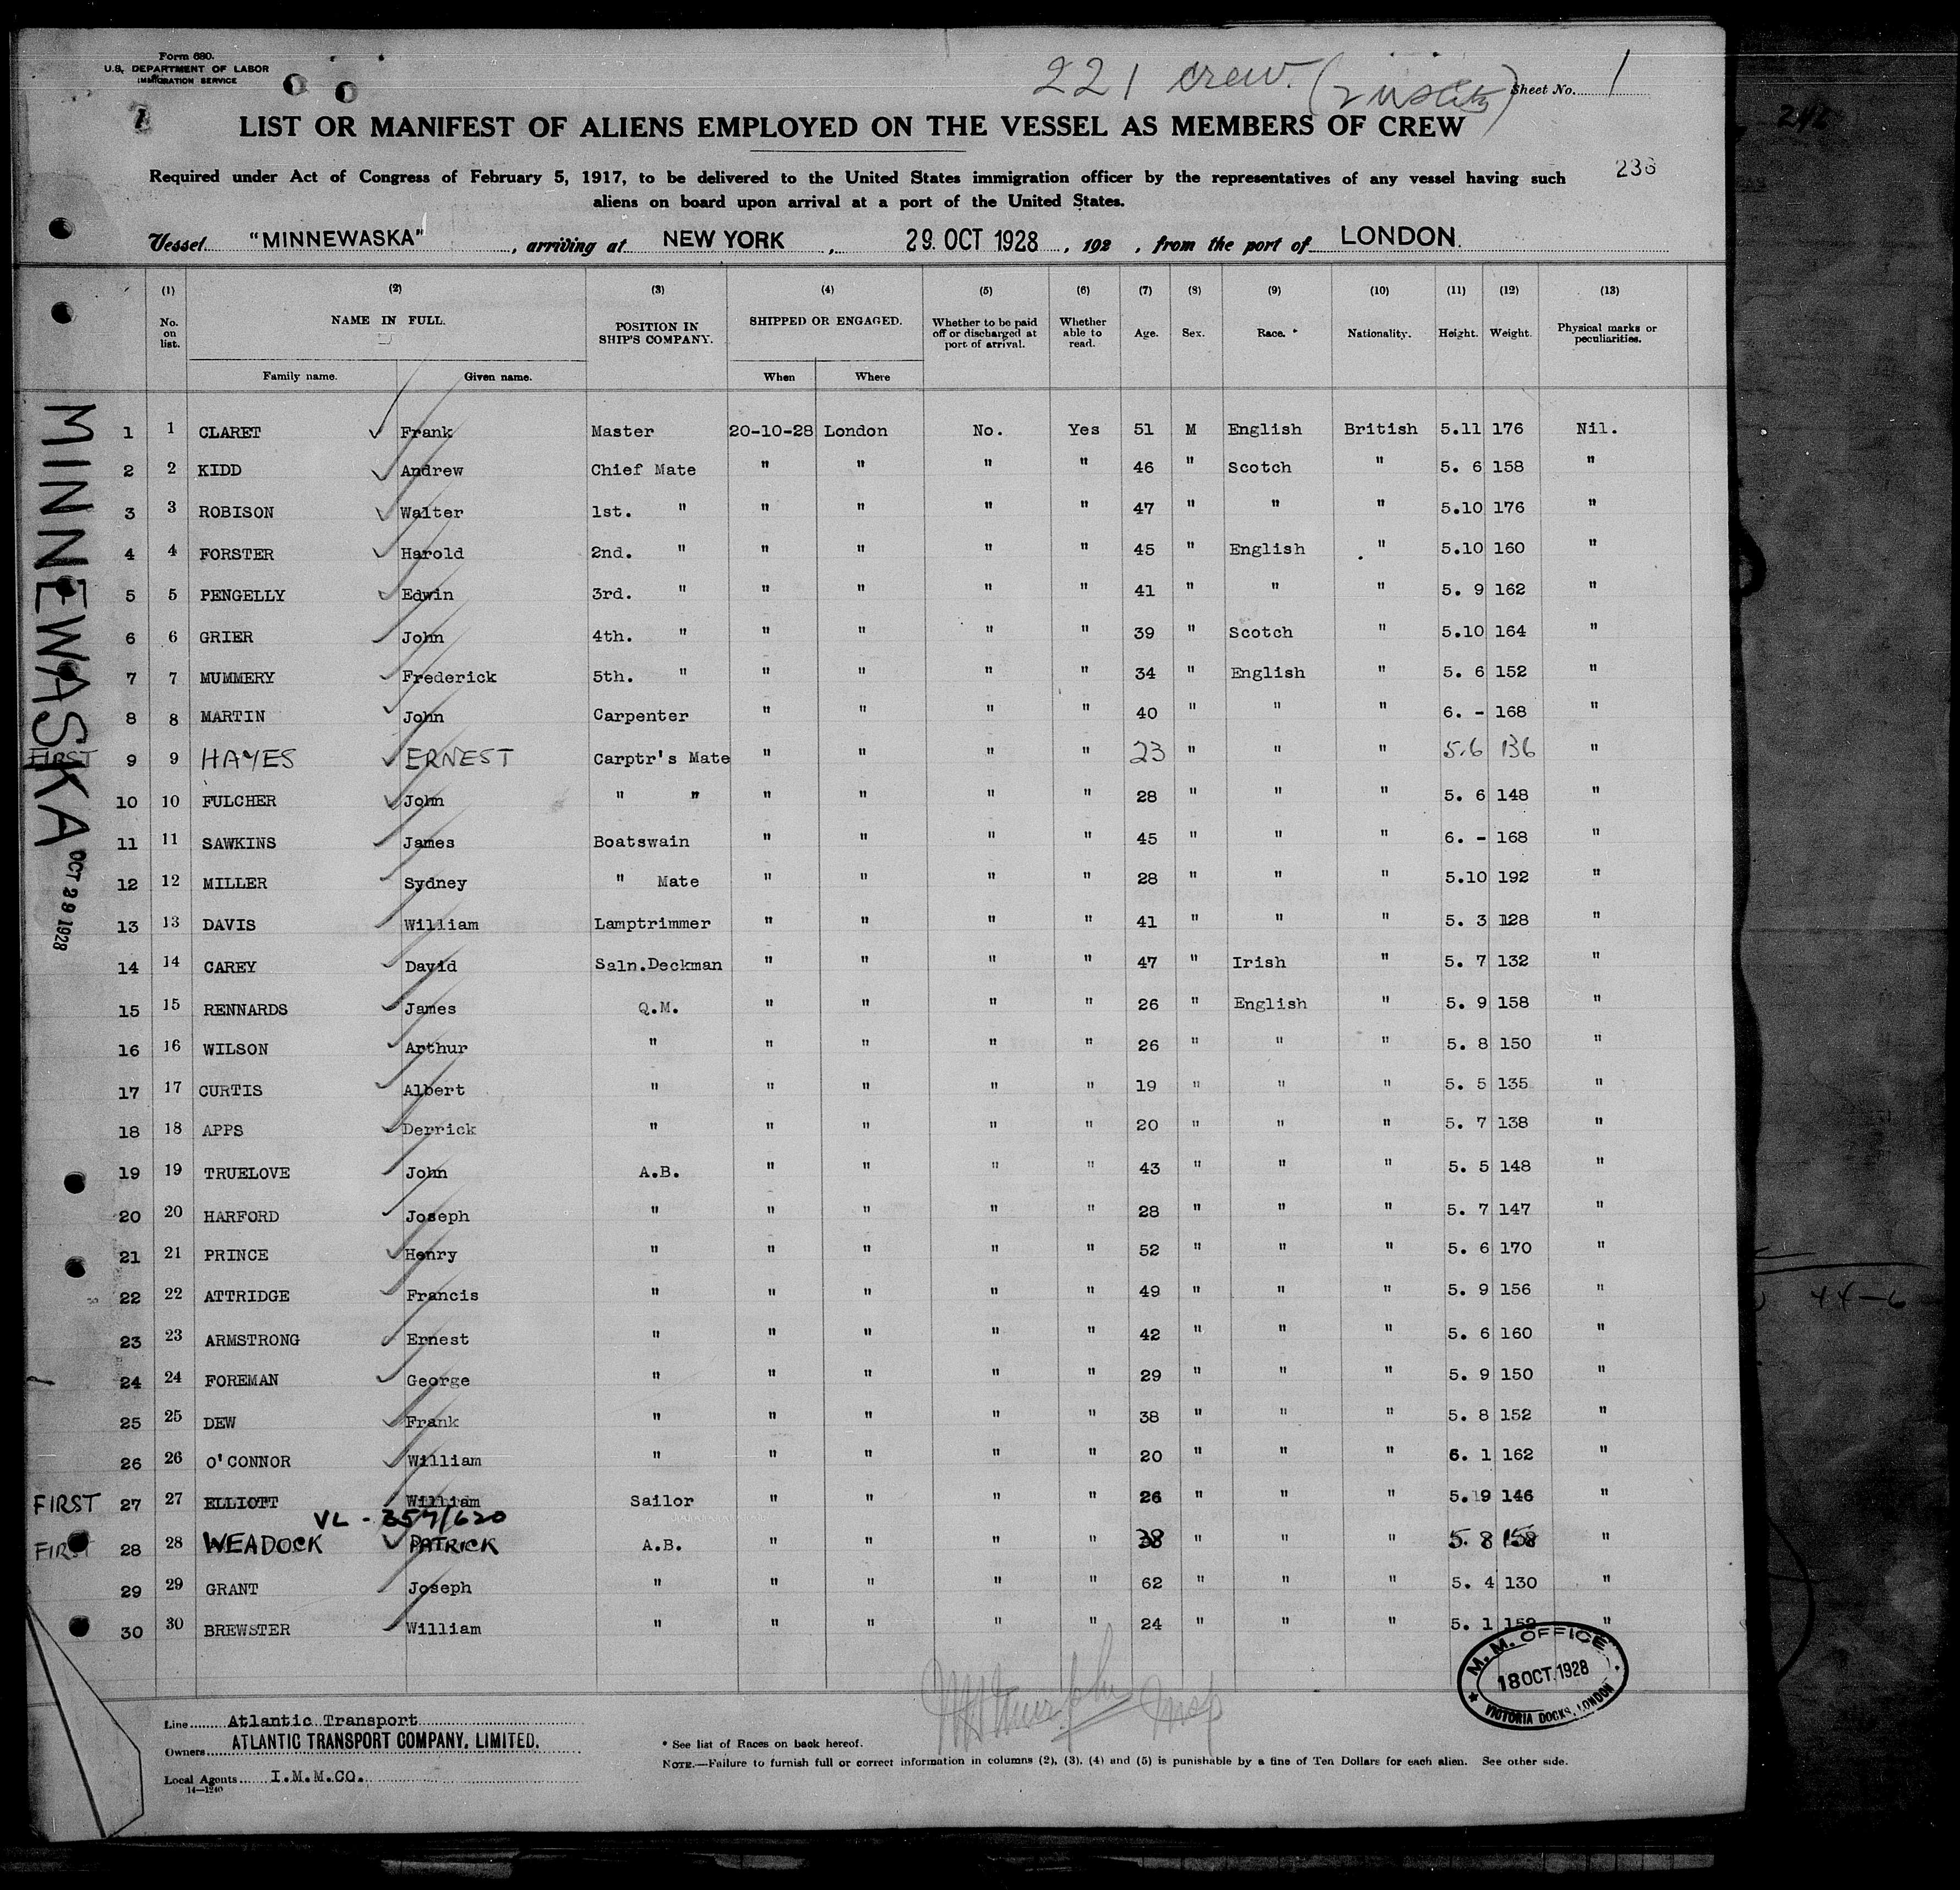 Form 680.
U.S. DEPARTMENT OF LABOR
IMMIGRATION SERVICE
221 crew.
Sheet No. 1
LIST OR MANIFEST OF ALIENS EMPLOYED ON THE VESSEL AS MEMBERS OF CREW
236
Required under Act of Congress of February 5, 1917, to be delivered to the United States immigration officer by the representatives of any vessel having such
aliens on board upon arrival at a port of the United States.
Vessel "MINNEWASKA", arriving at NEW YORK, 29 OCT 1928, 192 , from the port of LONDON.
(1) (2) (3) (4) (5) (6) (7) (8) (9) (10) (11) (12) (13)
No. on list. NAME IN FULL. POSITION IN SHIP'S COMPANY. SHIPPED OR ENGAGED. Whether to be paid off or discharged at port of arrival. Whether able to read. Age. Sex. Race. * Nationality. Height. Weight. Physical marks or peculiarities.
Family name. Given name. When Where
MINNEWASKA
OCT 29 1928
1 1 CLARET Frank Master 20-10-28 London No. Yes 51 M English British 5.11 176 Nil.
2 2 KIDD Andrew Chief Mate " " " " 46 " Scotch " 5. 6 158 "
3 3 ROBISON Walter 1st. " " " " " 47 " " " 5.10 176 "
4 4 FORSTER Harold 2nd. " " " " " 45 " English " 5.10 160 "
5 5 PENGELLY Edwin 3rd. " " " " " 41 " " " 5. 9 162 "
6 6 GRIER John 4th. " " " " " 39 " Scotch " 5.10 164 "
7 7 MUMMERY Frederick 5th. " " " " " 34 " English " 5. 6 152 "
8 8 MARTIN John Carpenter " " " " 40 " " " 6. - 168 "
FIRST 9 9 HAYES ERNEST Carptr's Mate " " " " 23 " " " 5.6 136 "
10 10 FULCHER John " " " " " " 28 " " " 5. 6 148 "
11 11 SAWKINS James Boatswain " " " " 45 " " " 6. - 168 "
12 12 MILLER Sydney " Mate " " " " 28 " " " 5.10 192 "
13 13 DAVIS William Lamptrimmer " " " " 41 " " " 5. 3 128 "
14 14 CAREY David Saln.Deckman " " " " 47 " Irish " 5. 7 132 "
15 15 RENNARDS James Q.M. " " " " 26 " English " 5. 9 158 "
16 16 WILSON Arthur " " " " " 26 " " " 5. 8 150 "
17 17 CURTIS Albert " " " " " 19 " " " 5. 5 135 "
18 18 APPS Derrick " " " " " 20 " " " 5. 7 138 "
19 19 TRUELOVE John A.B. " " " " 43 " " " 5. 5 148 "
20 20 HARFORD Joseph " " " " " 28 " " " 5. 7 147 "
21 21 PRINCE Henry " " " " " 52 " " " 5. 6 170 "
22 22 ATTRIDGE Francis " " " " " 49 " " " 5. 9 156 "
23 23 ARMSTRONG Ernest " " " " " 42 " " " 5. 6 160 "
24 24 FOREMAN George " " " " " 29 " " " 5. 9 150 "
25 25 DEW Frank " " " " " 38 " " " 5. 8 152 "
26 26 O'CONNOR William " " " " " 20 " " " 6. 1 162 "
FIRST 27 27 ELLIOTT William Sailor " " " " 26 " " " 5. 9 146 "
VL - 357/620
FIRST 28 28 WEADOCK PATRICK A.B. " " " " 38 " " " 5. 8 158 "
29 29 GRANT Joseph " " " " " 62 " " " 5. 4 130 "
30 30 BREWSTER William " " " " " 24 " " " 5. 1 152 "
M. M. OFFICE
18 OCT 1928
VICTORIA DOCKS, LONDON
Line Atlantic Transport
Owners ATLANTIC TRANSPORT COMPANY, LIMITED.
Local Agents I.M.M.CO.
14—1240
* See list of Races on back hereof.
NOTE.—Failure to furnish full or correct information in columns (2), (3), (4) and (5) is punishable by a fine of Ten Dollars for each alien. See other side.
44-6